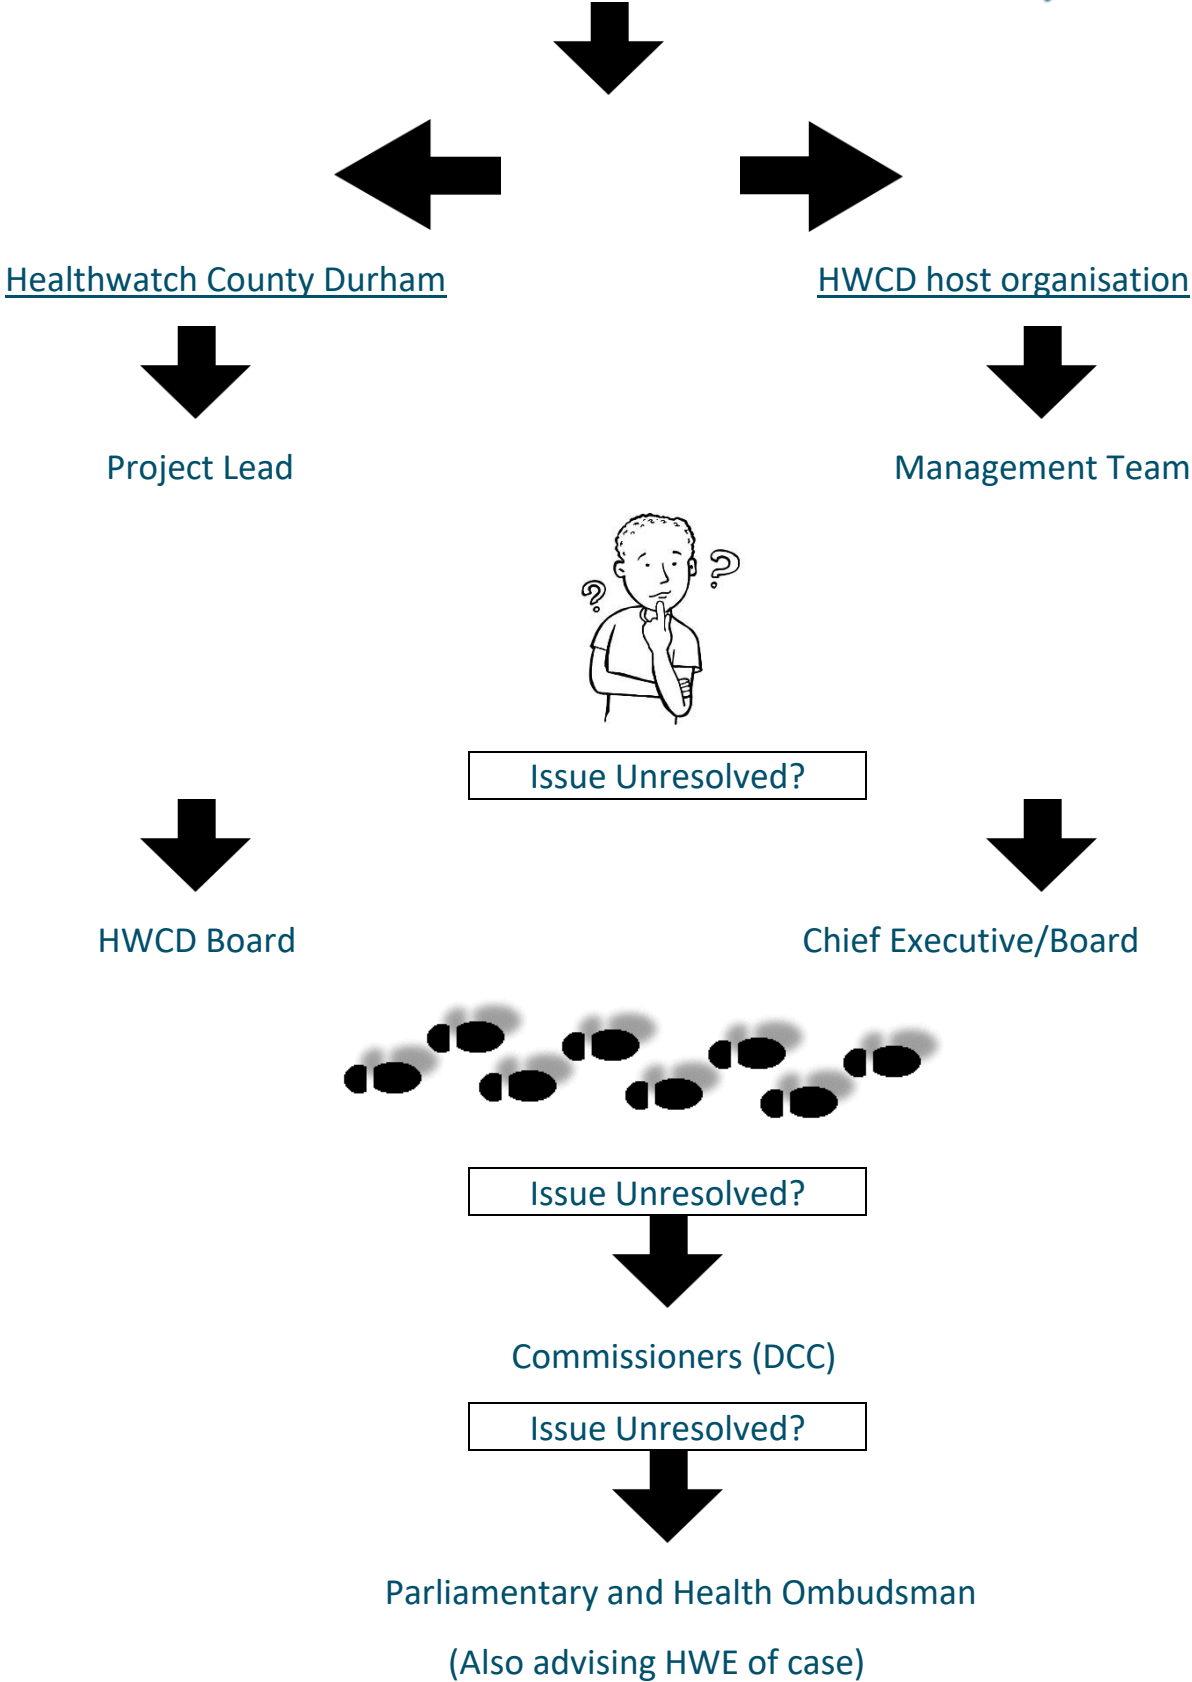 Healthwatch County Durham
HWCD host organisation
Project Lead
Management Team
? ?
Issue Unresolved?
HWCD Board
Chief Executive/Board
Issue Unresolved?
Commissioners (DCC)
Issue Unresolved?
Parliamentary and Health Ombudsman
(Also advising HWE of case)